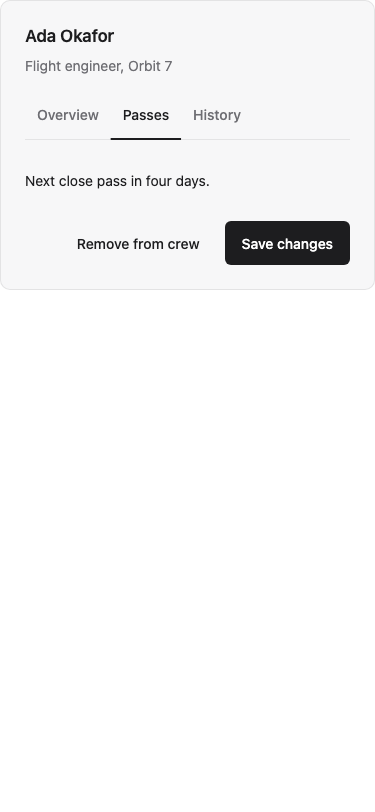 Ada Okafor
Flight engineer, Orbit 7
Overview Passes History
Next close pass in four days.
Remove from crew Save changes